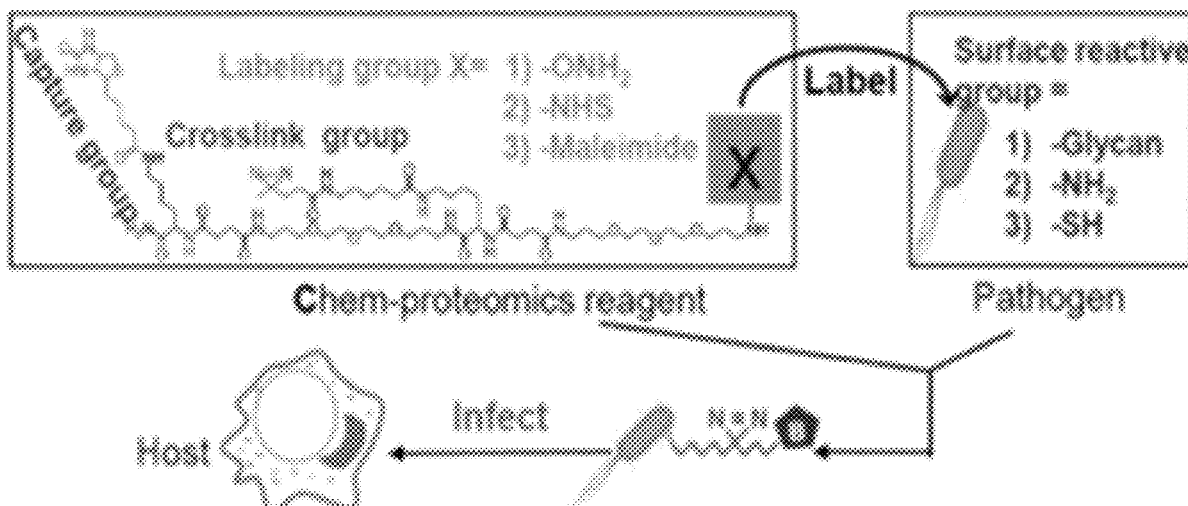 Capture group
Labeling group X= 1) -ONH₂
2) -NHS
3) -Maleimide
Crosslink group
N=N
X
Label
Surface reactive
group =
1) -Glycan
2) -NH₂
3) -SH
Chem-proteomics reagent
Pathogen
Host
Infect
N=N